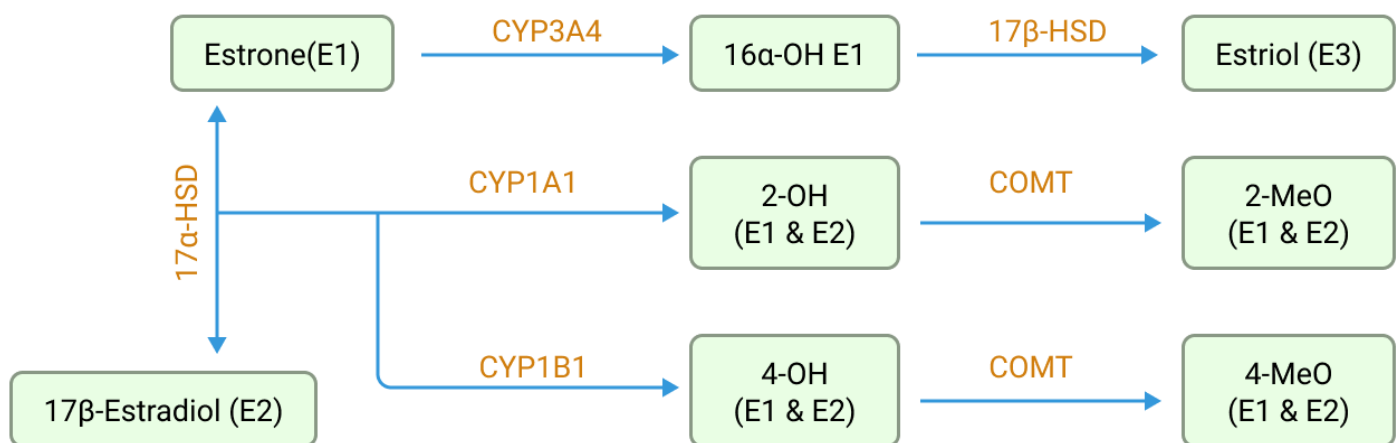 Estrone(E1)
CYP3A4
16α-OH E1
17β-HSD
Estriol (E3)
17α-HSD
CYP1A1
2-OH
(E1 & E2)
COMT
2-MeO
(E1 & E2)
17β-Estradiol (E2)
CYP1B1
4-OH
(E1 & E2)
COMT
4-MeO
(E1 & E2)